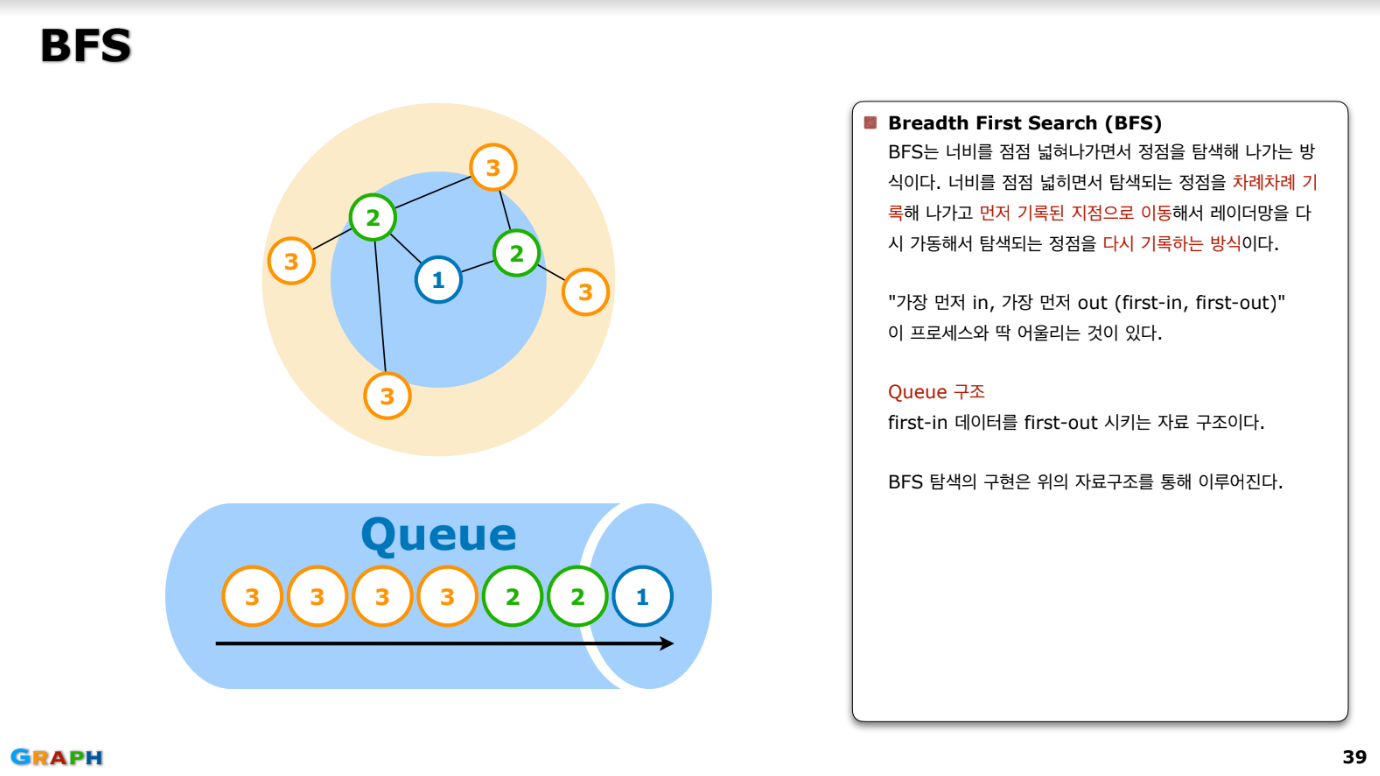 BFS
3
2
2
3
1
3
3
Queue
3 3 3 3 2 2 1
Breadth First Search (BFS)
BFS는 너비를 점점 넓혀나가면서 정점을 탐색해 나가는 방
식이다. 너비를 점점 넓히면서 탐색되는 정점을 차례차례 기
록해 나가고 먼저 기록된 지점으로 이동해서 레이더망을 다
시 가동해서 탐색되는 정점을 다시 기록하는 방식이다.
"가장 먼저 in, 가장 먼저 out (first-in, first-out)"
이 프로세스와 딱 어울리는 것이 있다.
Queue 구조
first-in 데이터를 first-out 시키는 자료 구조이다.
BFS 탐색의 구현은 위의 자료구조를 통해 이루어진다.
GRAPH
39